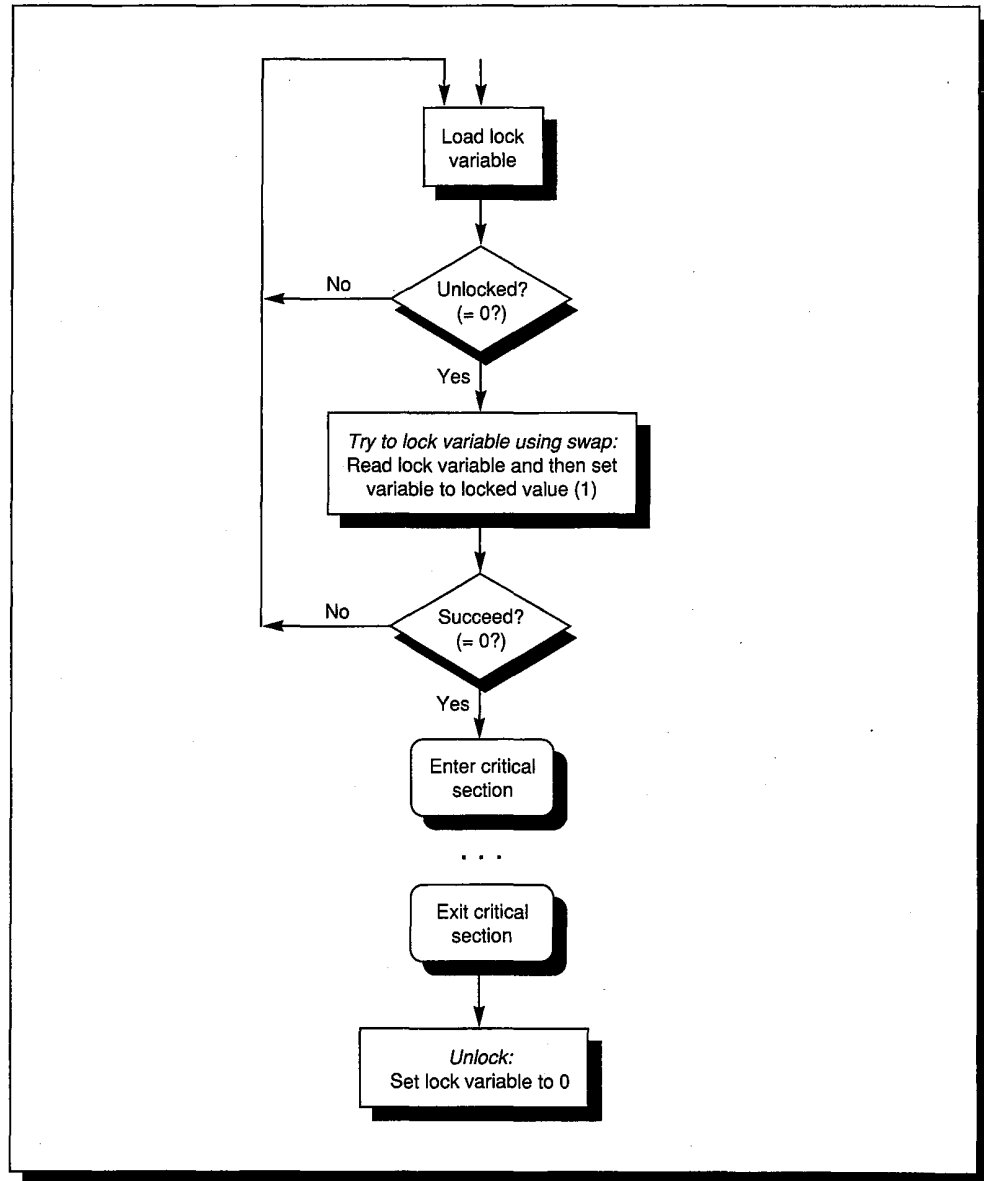 Load lock
variable
No
Unlocked?
(= 0?)
Yes
Try to lock variable using swap:
Read lock variable and then set
variable to locked value (1)
No
Succeed?
(= 0?)
Yes
Enter critical
section
. . .
Exit critical
section
Unlock:
Set lock variable to 0